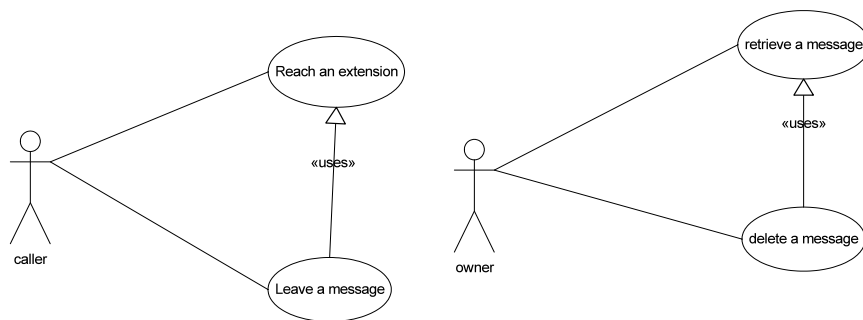 Reach an extension
«uses»
caller
Leave a message
retrieve a message
«uses»
owner
delete a message